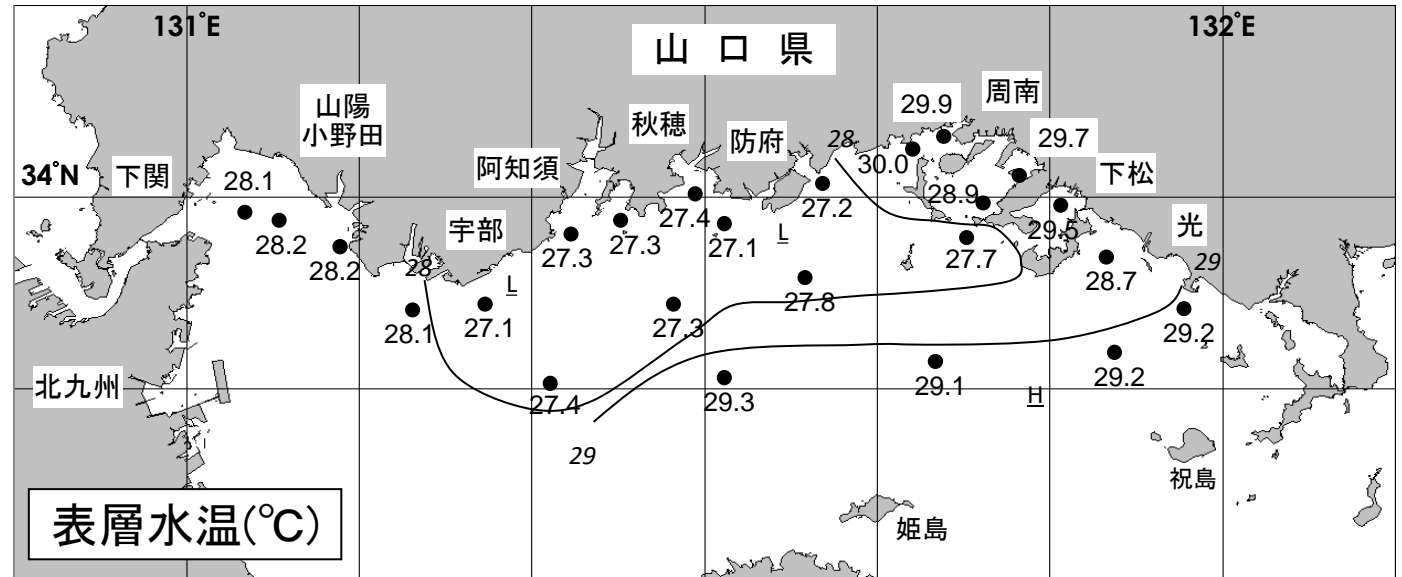 131°E
132°E
山 口 県
29.9
周南
山陽
小野田
秋穂
防府
28
29.7
30.0
阿知須
下松
34°N
下関
28.1
28.9
27.4
27.2
29.5
宇部
28.2
27.3
27.3
27.1
L
27.7
光
28.2
28
L
28.7
29
28.1
27.1
27.3
27.8
29.2
29.1
29.2
H
北九州
27.4
29.3
29
祝島
表層水温(℃)
姫島